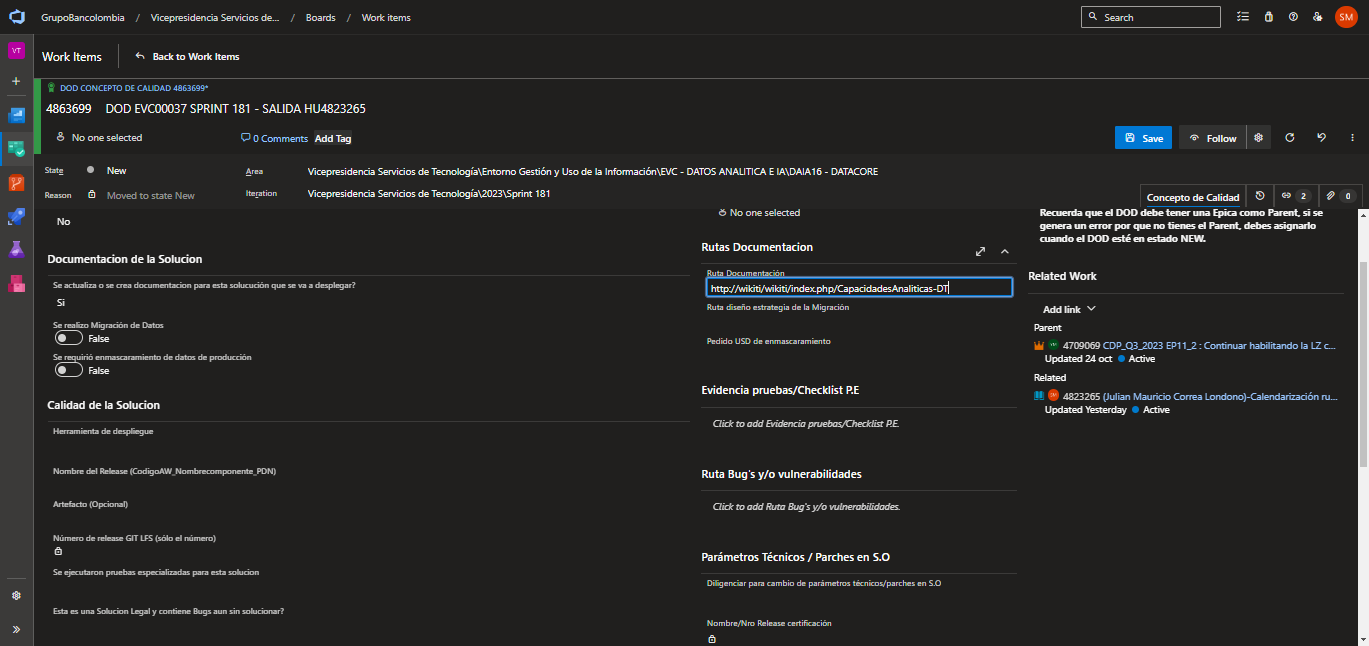 GrupoBancolombia / Vicepresidencia Servicios de... / Boards / Work items
Search
SM
VT
Work Items
Back to Work Items
DOD CONCEPTO DE CALIDAD 4863699*
4863699 DOD EVC00037 SPRINT 181 - SALIDA HU4823265
No one selected
0 Comments
Add Tag
Save
Follow
State
New
Area
Vicepresidencia Servicios de Tecnología\Entorno Gestión y Uso de la Información\EVC - DATOS ANALITICA E IA\DAIA16 - DATACORE
Reason
Moved to state New
Iteration
Vicepresidencia Servicios de Tecnología\2023\Sprint 181
Concepto de Calidad
2
0
No
Documentacion de la Solucion
Se actualiza o se crea documentacion para esta solucución que se va a desplegar?
Si
Se realizo Migración de Datos
False
Se requirió enmascaramiento de datos de producción
False
Calidad de la Solucion
Herramienta de despliegue
Nombre del Release (CodigoAW_Nombrecomponente_PDN)
Artefacto (Opcional)
Número de release GIT LFS (sólo el número)
Se ejecutaron pruebas especializadas para esta solucion
Esta es una Solucion Legal y contiene Bugs aun sin solucionar?
No one selected
Rutas Documentacion
Ruta Documentación
http://wikiti/wikiti/index.php/CapacidadesAnaliticas-DT
Ruta diseño estrategia de la Migración
Pedido USD de enmascaramiento
Evidencia pruebas/Checklist P.E
Click to add Evidencia pruebas/Checklist P.E.
Ruta Bug's y/o vulnerabilidades
Click to add Ruta Bug's y/o vulnerabilidades.
Parámetros Técnicos / Parches en S.O
Diligenciar para cambio de parámetros técnicos/parches en S.O
Nombre/Nro Release certificación
Recuerda que el DOD debe tener una Epica como Parent, si se
genera un error por que no tienes el Parent, debes asignarlo
cuando el DOD esté en estado NEW.
Related Work
Add link
Parent
4709069 CDP_Q3_2023 EP11_2 : Continuar habilitando la LZ c...
Updated 24 oct Active
Related
4823265 (Julian Mauricio Correa Londono)-Calendarización ru...
Updated Yesterday Active